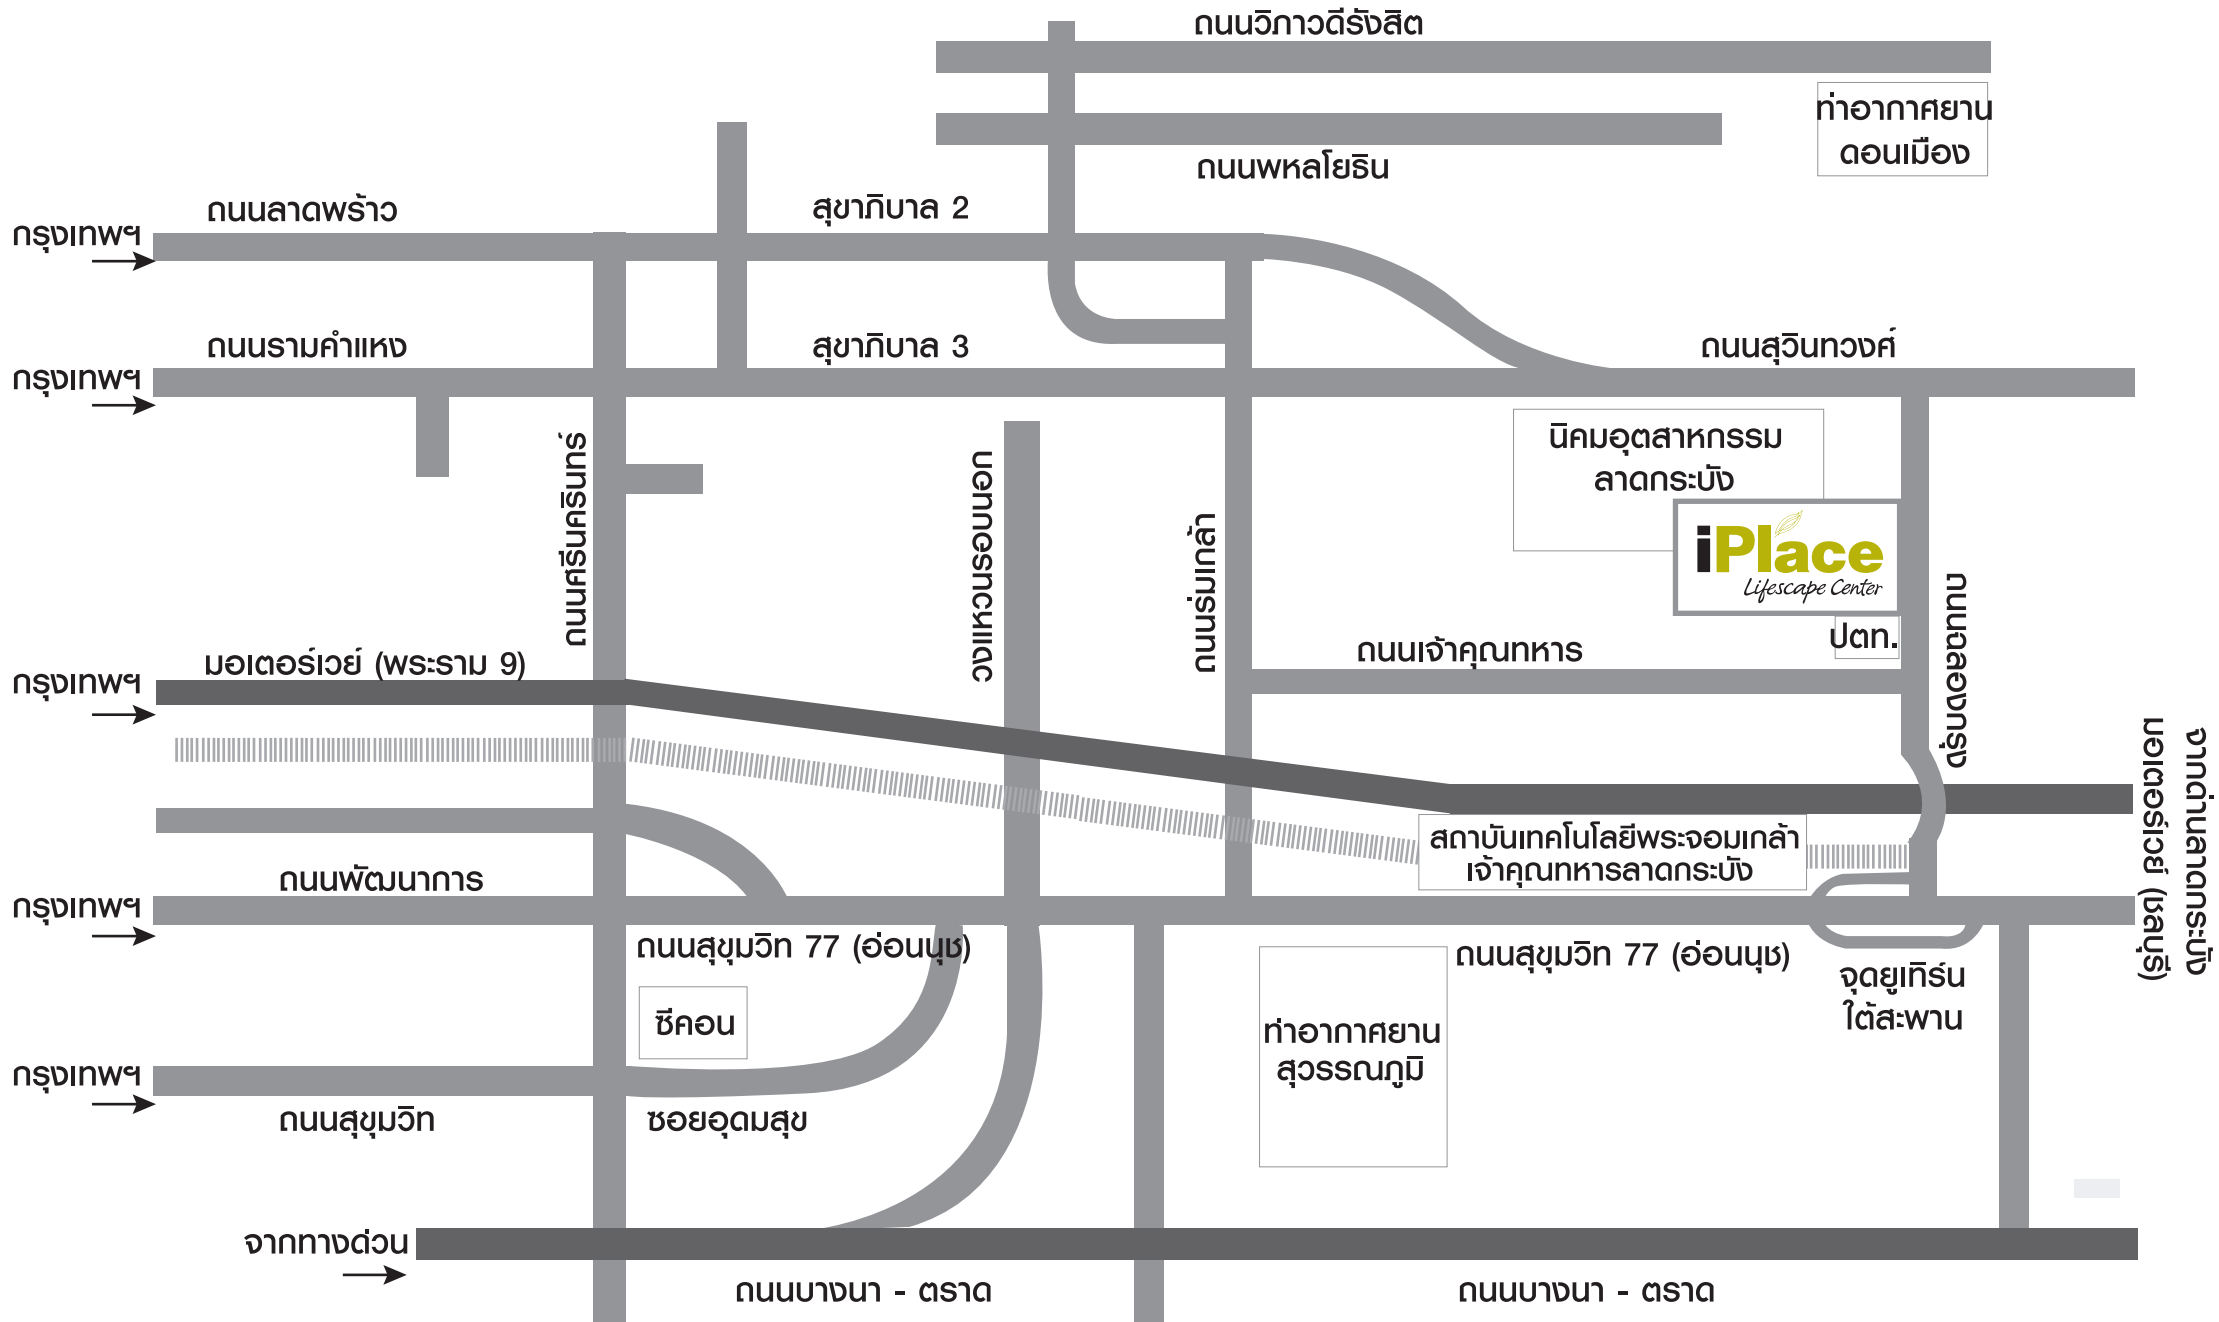 ถนนวิภาวดีรังสิต
ท่าอากาศยาน
ดอนเมือง
ถนนพหลโยธิน
ถนนลาดพร้าว
สุขาภิบาล 2
กรุงเทพฯ
ถนนรามคำแหง
สุขาภิบาล 3
ถนนสุวินทวงศ์
กรุงเทพฯ
นิคมอุตสาหกรรม
ลาดกระบัง
ถนนศรีนครินทร์
บอกทอรทวหแดง
ถนนร่มเกล้า
iPlace
Lifescape Center
ถนนฉลองกรุง
ปตท.
ถนนเจ้าคุณทหาร
มอเตอร์เวย์ (พระราม 9)
กรุงเทพฯ
จากด่านลาดกระบัง
มอเตอร์เวย์ (ชลบุรี)
สถาบันเทคโนโลยีพระจอมเกล้า
เจ้าคุณทหารลาดกระบัง
ถนนพัฒนาการ
กรุงเทพฯ
ถนนสุขุมวิท 77 (อ่อนนุช)
ถนนสุขุมวิท 77 (อ่อนนุช)
จุดยูเทิร์น
ใต้สะพาน
ซีคอน
ท่าอากาศยาน
สุวรรณภูมิ
กรุงเทพฯ
ถนนสุขุมวิท
ซอยอุดมสุข
จากทางด่วน
ถนนบางนา - ตราด
ถนนบางนา - ตราด